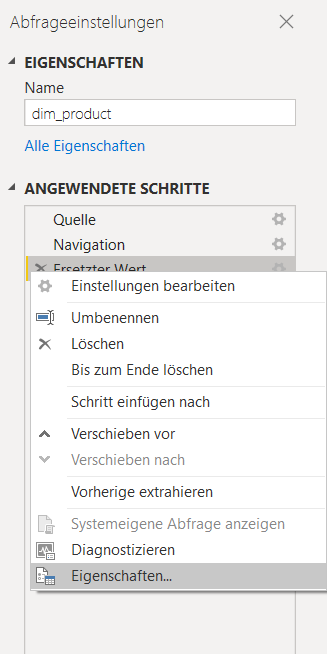 Abfrageeinstellungen
EIGENSCHAFTEN
Name
dim_product
Alle Eigenschaften
ANGEWENDETE SCHRITTE
Quelle
Navigation
Ersetzter Wert
Einstellungen bearbeiten
Umbenennen
Löschen
Bis zum Ende löschen
Schritt einfügen nach
Verschieben vor
Verschieben nach
Vorherige extrahieren
Systemeigene Abfrage anzeigen
Diagnostizieren
Eigenschaften...